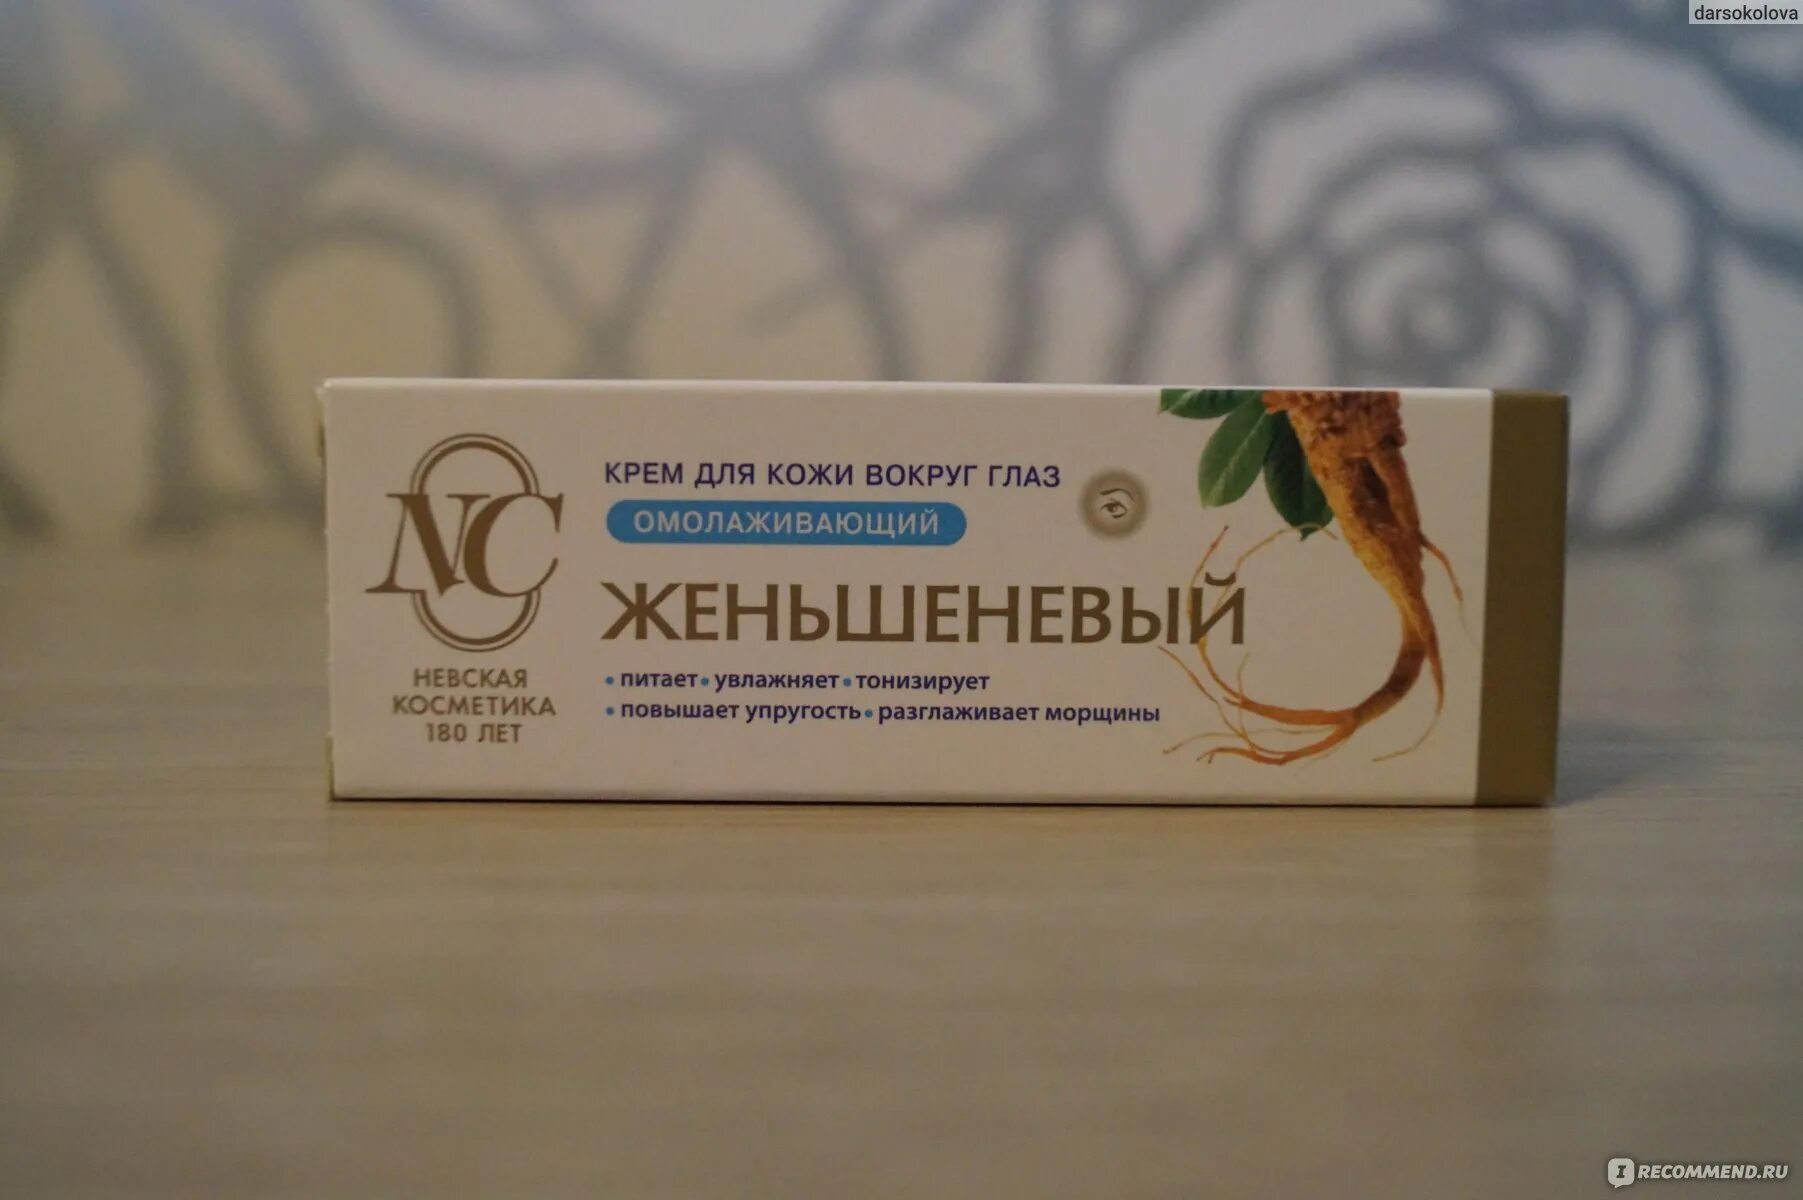 darsokolova
КРЕМ ДЛЯ КОЖИ ВОКРУГ ГЛАЗ
ОМОЛАЖИВАЮЩИЙ
ЖЕНЬШЕНЕВЫЙ
• питает • увлажняет • тонизирует
• повышает упругость • разглаживает морщины
NC
НЕВСКАЯ
КОСМЕТИКА
180 ЛЕТ
IRECOMMEND.RU